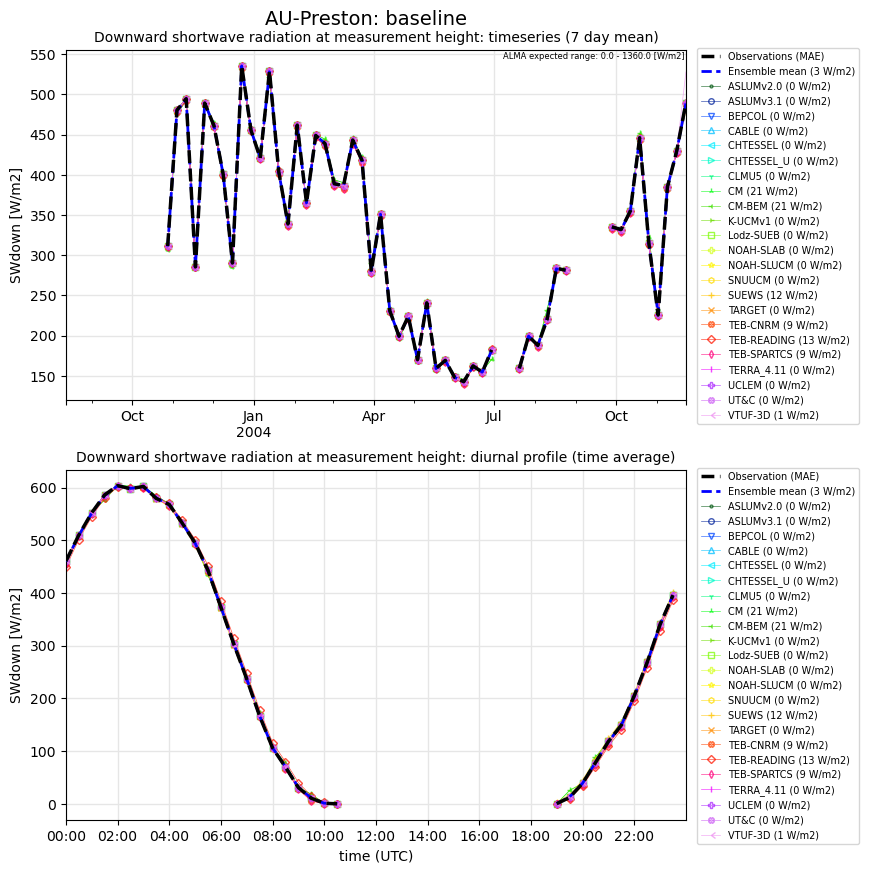 AU-Preston: baseline
Downward shortwave radiation at measurement height: timeseries (7 day mean)
ALMA expected range: 0.0 - 1360.0 [W/m2]
SWdown [W/m2]
550
500
450
400
350
300
250
200
150
Oct
Jan
2004
Apr
Jul
Oct
Observations (MAE)
Ensemble mean (3 W/m2)
ASLUMv2.0 (0 W/m2)
ASLUMv3.1 (0 W/m2)
BEPCOL (0 W/m2)
CABLE (0 W/m2)
CHTESSEL (0 W/m2)
CHTESSEL_U (0 W/m2)
CLMU5 (0 W/m2)
CM (21 W/m2)
CM-BEM (21 W/m2)
K-UCMv1 (0 W/m2)
Lodz-SUEB (0 W/m2)
NOAH-SLAB (0 W/m2)
NOAH-SLUCM (0 W/m2)
SNUUCM (0 W/m2)
SUEWS (12 W/m2)
TARGET (0 W/m2)
TEB-CNRM (9 W/m2)
TEB-READING (13 W/m2)
TEB-SPARTCS (9 W/m2)
TERRA_4.11 (0 W/m2)
UCLEM (0 W/m2)
UT&C (0 W/m2)
VTUF-3D (1 W/m2)
Downward shortwave radiation at measurement height: diurnal profile (time average)
SWdown [W/m2]
600
500
400
300
200
100
0
00:00
02:00
04:00
06:00
08:00
10:00
12:00
14:00
16:00
18:00
20:00
22:00
time (UTC)
Observation (MAE)
Ensemble mean (3 W/m2)
ASLUMv2.0 (0 W/m2)
ASLUMv3.1 (0 W/m2)
BEPCOL (0 W/m2)
CABLE (0 W/m2)
CHTESSEL (0 W/m2)
CHTESSEL_U (0 W/m2)
CLMU5 (0 W/m2)
CM (21 W/m2)
CM-BEM (21 W/m2)
K-UCMv1 (0 W/m2)
Lodz-SUEB (0 W/m2)
NOAH-SLAB (0 W/m2)
NOAH-SLUCM (0 W/m2)
SNUUCM (0 W/m2)
SUEWS (12 W/m2)
TARGET (0 W/m2)
TEB-CNRM (9 W/m2)
TEB-READING (13 W/m2)
TEB-SPARTCS (9 W/m2)
TERRA_4.11 (0 W/m2)
UCLEM (0 W/m2)
UT&C (0 W/m2)
VTUF-3D (1 W/m2)